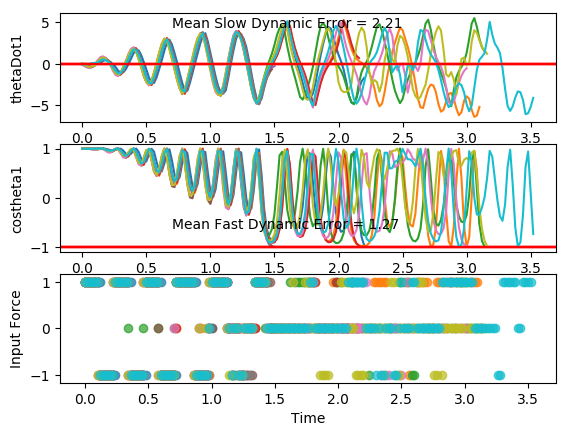 Mean Slow Dynamic Error = 2.21
thetaDot1
5
0
−5
0.0 0.5 1.0 1.5 2.0 2.5 3.0 3.5
costheta1
1
0
−1
Mean Fast Dynamic Error = 1.27
0.0 0.5 1.0 1.5 2.0 2.5 3.0 3.5
Input Force
1
0
−1
0.0 0.5 1.0 1.5 2.0 2.5 3.0 3.5
Time